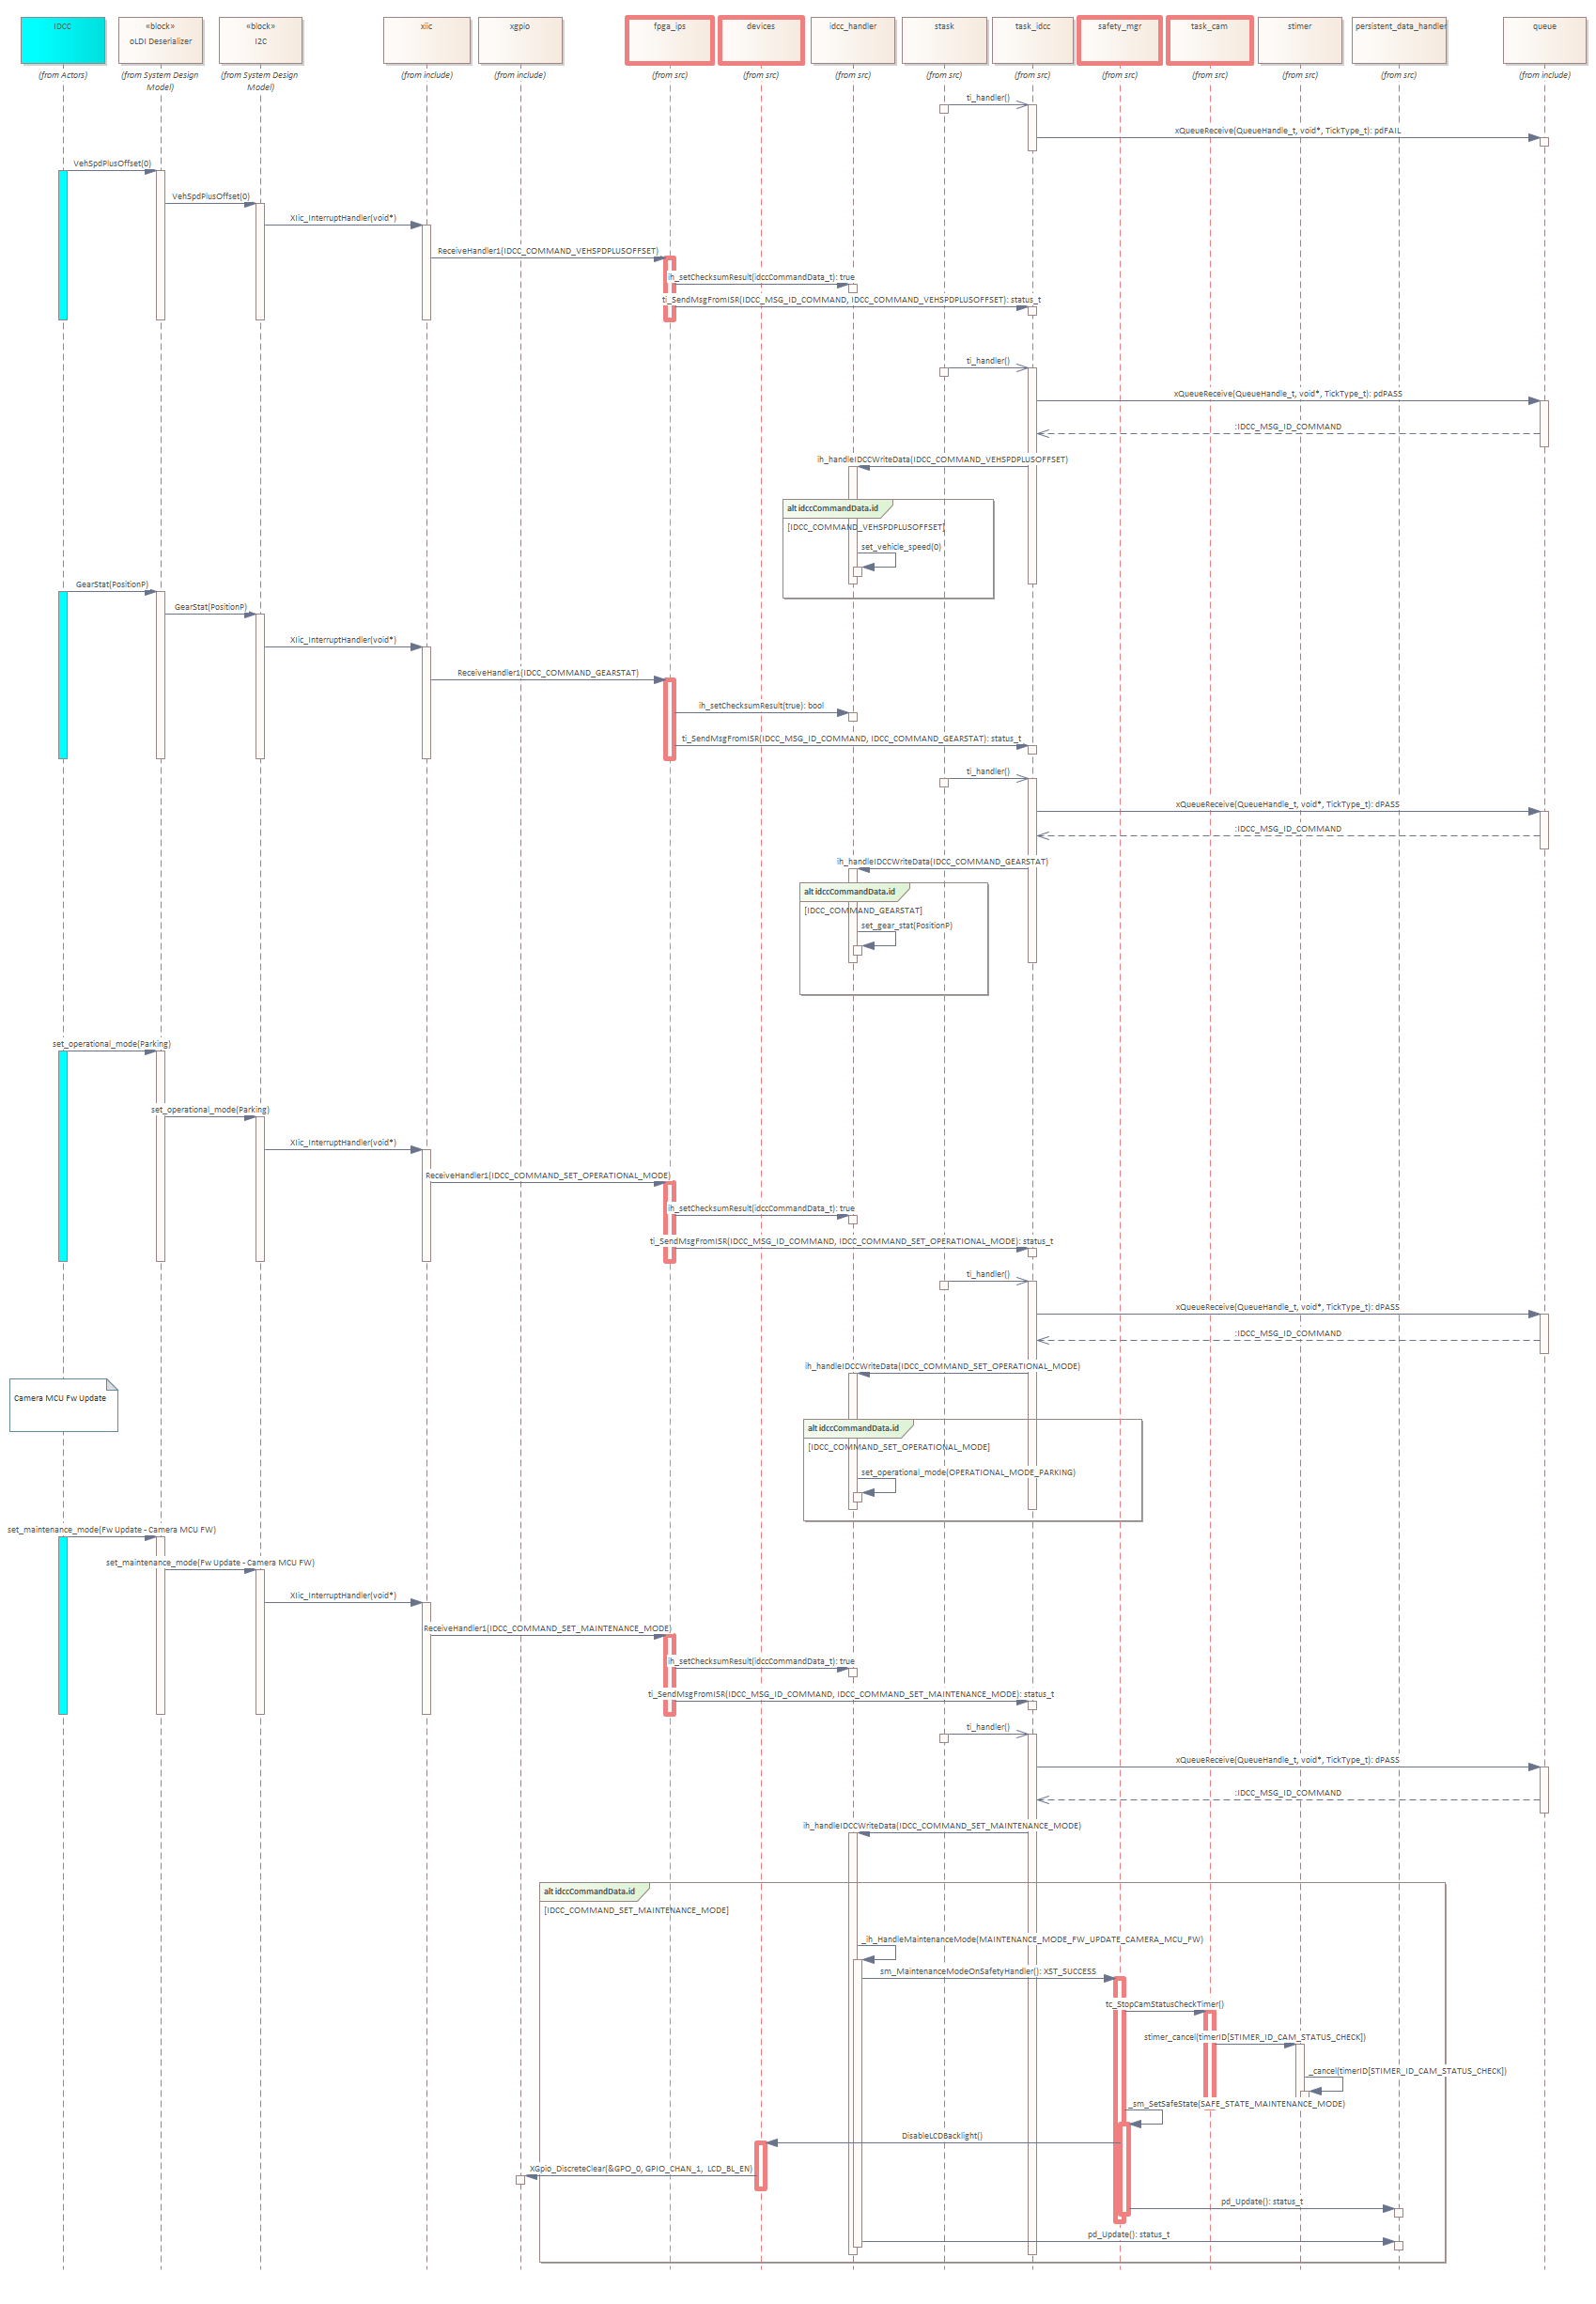 IDCC
«block»
oLDI Deserializer
«block»
I2C
xiic
xgpio
fpga_ips
devices
idcc_handler
stask
task_idcc
safety_mgr
task_cam
stimer
persistent_data_handler
queue
(from Actors)
(from System Design
Model)
(from System Design
Model)
(from include)
(from include)
(from src)
(from src)
(from src)
(from src)
(from src)
(from src)
(from src)
(from src)
(from src)
(from include)
ti_handler()
xQueueReceive(QueueHandle_t, void*, TickType_t): pdFAIL
VehSpdPlusOffset(0)
VehSpdPlusOffset(0)
XIic_InterruptHandler(void*)
ReceiveHandler1(IDCC_COMMAND_VEHSPDPLUSOFFSET)
ih_setChecksumResult(idccCommandData_t): true
ti_SendMsgFromISR(IDCC_MSG_ID_COMMAND, IDCC_COMMAND_VEHSPDPLUSOFFSET): status_t
ti_handler()
xQueueReceive(QueueHandle_t, void*, TickType_t): pdPASS
:IDCC_MSG_ID_COMMAND
ih_handleIDCCWriteData(IDCC_COMMAND_VEHSPDPLUSOFFSET)
alt idccCommandData.id
[IDCC_COMMAND_VEHSPDPLUSOFFSET]
set_vehicle_speed(0)
GearStat(PositionP)
GearStat(PositionP)
XIic_InterruptHandler(void*)
ReceiveHandler1(IDCC_COMMAND_GEARSTAT)
ih_setChecksumResult(true): bool
ti_SendMsgFromISR(IDCC_MSG_ID_COMMAND, IDCC_COMMAND_GEARSTAT): status_t
ti_handler()
xQueueReceive(QueueHandle_t, void*, TickType_t): dPASS
:IDCC_MSG_ID_COMMAND
ih_handleIDCCWriteData(IDCC_COMMAND_GEARSTAT)
alt idccCommandData.id
[IDCC_COMMAND_GEARSTAT]
set_gear_stat(PositionP)
set_operational_mode(Parking)
set_operational_mode(Parking)
XIic_InterruptHandler(void*)
ReceiveHandler1(IDCC_COMMAND_SET_OPERATIONAL_MODE)
ih_setChecksumResult(idccCommandData_t): true
ti_SendMsgFromISR(IDCC_MSG_ID_COMMAND, IDCC_COMMAND_SET_OPERATIONAL_MODE): status_t
ti_handler()
xQueueReceive(QueueHandle_t, void*, TickType_t): dPASS
:IDCC_MSG_ID_COMMAND
ih_handleIDCCWriteData(IDCC_COMMAND_SET_OPERATIONAL_MODE)
Camera MCU Fw Update
alt idccCommandData.id
[IDCC_COMMAND_SET_OPERATIONAL_MODE]
set_operational_mode(OPERATIONAL_MODE_PARKING)
set_maintenance_mode(Fw Update - Camera MCU FW)
set_maintenance_mode(Fw Update - Camera MCU FW)
XIic_InterruptHandler(void*)
ReceiveHandler1(IDCC_COMMAND_SET_MAINTENANCE_MODE)
ih_setChecksumResult(idccCommandData_t): true
ti_SendMsgFromISR(IDCC_MSG_ID_COMMAND, IDCC_COMMAND_SET_MAINTENANCE_MODE): status_t
ti_handler()
xQueueReceive(QueueHandle_t, void*, TickType_t): dPASS
:IDCC_MSG_ID_COMMAND
ih_handleIDCCWriteData(IDCC_COMMAND_SET_MAINTENANCE_MODE)
alt idccCommandData.id
[IDCC_COMMAND_SET_MAINTENANCE_MODE]
_ih_HandleMaintenanceMode(MAINTENANCE_MODE_FW_UPDATE_CAMERA_MCU_FW)
sm_MaintenanceModeOnSafetyHandler(): XST_SUCCESS
tc_StopCamStatusCheckTimer()
stimer_cancel(timerID[STIMER_ID_CAM_STATUS_CHECK])
_cancel(timerID[STIMER_ID_CAM_STATUS_CHECK])
_sm_SetSafeState(SAFE_STATE_MAINTENANCE_MODE)
DisableLCDBacklight()
XGpio_DiscreteClear(&GPO_0, GPIO_CHAN_1, LCD_BL_EN)
pd_Update(): status_t
pd_Update(): status_t